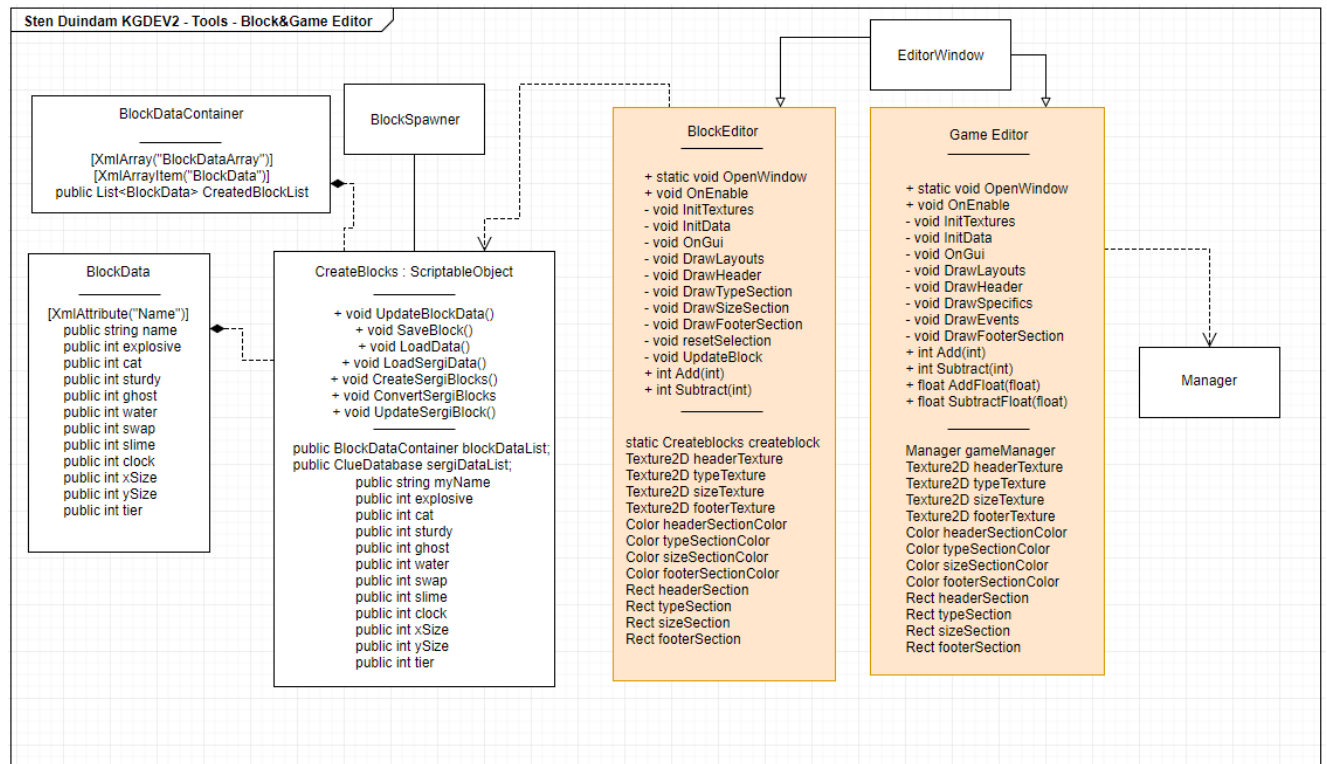 Sten Duindam KGDEV2 - Tools - Block&Game Editor
EditorWindow
BlockDataContainer
[XmlArray("BlockDataArray")]
[XmlArrayItem("BlockData")]
public List<BlockData> CreatedBlockList
BlockSpawner
BlockData
[XmlAttribute("Name")]
public string name
public int explosive
public int cat
public int sturdy
public int ghost
public int water
public int swap
public int slime
public int clock
public int xSize
public int ySize
public int tier
CreateBlocks : ScriptableObject
+ void UpdateBlockData()
+ void SaveBlock()
+ void LoadData()
+ void LoadSergiData()
+ void CreateSergiBlocks()
+ void ConvertSergiBlocks
+ void UpdateSergiBlock()
public BlockDataContainer blockDataList;
public ClueDatabase sergiDataList;
public string myName
public int explosive
public int cat
public int sturdy
public int ghost
public int water
public int swap
public int slime
public int clock
public int xSize
public int ySize
public int tier
BlockEditor
+ static void OpenWindow
+ void OnEnable
- void InitTextures
- void InitData
- void OnGui
- void DrawLayouts
- void DrawHeader
- void DrawTypeSection
- void DrawSizeSection
- void DrawFooterSection
- void resetSelection
- void UpdateBlock
+ int Add(int)
+ int Subtract(int)
static Createblocks createblock
Texture2D headerTexture
Texture2D typeTexture
Texture2D sizeTexture
Texture2D footerTexture
Color headerSectionColor
Color typeSectionColor
Color sizeSectionColor
Color footerSectionColor
Rect headerSection
Rect typeSection
Rect sizeSection
Rect footerSection
Game Editor
+ static void OpenWindow
+ void OnEnable
- void InitTextures
- void InitData
- void OnGui
- void DrawLayouts
- void DrawHeader
- void DrawSpecifics
- void DrawEvents
- void DrawFooterSection
+ int Add(int)
+ int Subtract(int)
+ float AddFloat(float)
+ float SubtractFloat(float)
Manager gameManager
Texture2D headerTexture
Texture2D typeTexture
Texture2D sizeTexture
Texture2D footerTexture
Color headerSectionColor
Color typeSectionColor
Color sizeSectionColor
Color footerSectionColor
Rect headerSection
Rect typeSection
Rect sizeSection
Rect footerSection
Manager